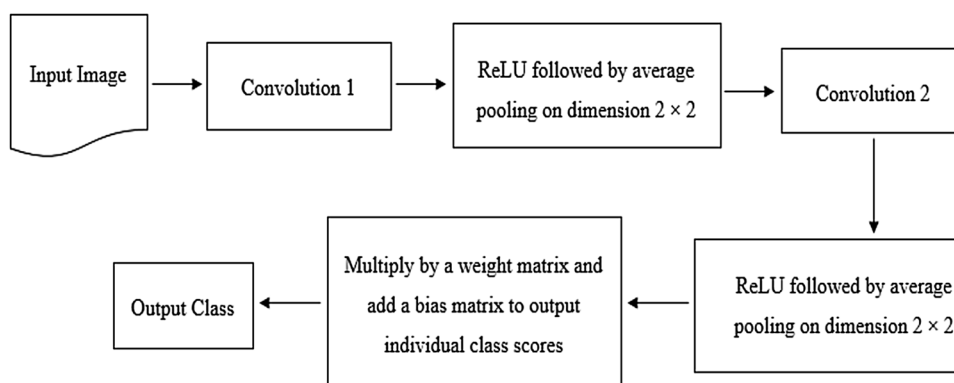 Input Image
Convolution 1
ReLU followed by average
pooling on dimension 2 × 2
Convolution 2
ReLU followed by average
pooling on dimension 2 × 2
Multiply by a weight matrix and
add a bias matrix to output
individual class scores
Output Class